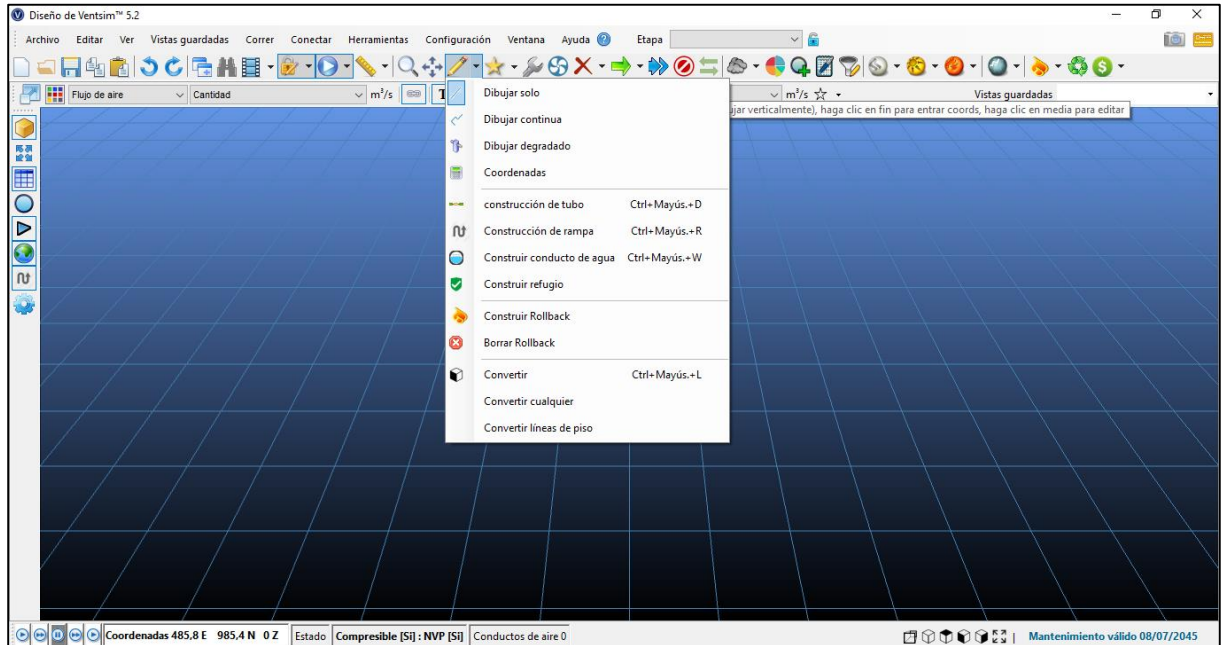 Diseño de Ventsim™ 5.2
Archivo Editar Ver Vistas guardadas Correr Conectar Herramientas Configuración Ventana Ayuda Etapa
Flujo de aire Cantidad m³/s T m³/s Vistas guardadas
jar verticalmente), haga clic en fin para entrar coords, haga clic en media para editar
Dibujar solo
Dibujar continua
Dibujar degradado
Coordenadas
construcción de tubo Ctrl+Mayús.+D
Construcción de rampa Ctrl+Mayús.+R
Construir conducto de agua Ctrl+Mayús.+W
Construir refugio
Construir Rollback
Borrar Rollback
Convertir Ctrl+Mayús.+L
Convertir cualquier
Convertir líneas de piso
Coordenadas 485,8 E 985,4 N 0 Z Estado Compresible [Si] : NVP [Si] Conductos de aire 0 Mantenimiento válido 08/07/2045